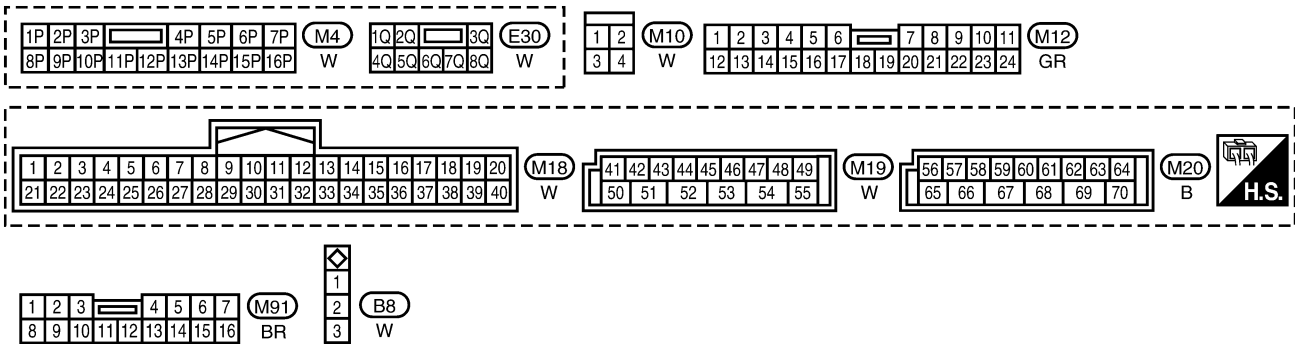 1P 2P 3P 4P 5P 6P 7P
8P 9P 10P 11P 12P 13P 14P 15P 16P
M4
W
1Q 2Q 3Q
4Q 5Q 6Q 7Q 8Q
E30
W
1 2
3 4
M10
W
1 2 3 4 5 6 7 8 9 10 11
12 13 14 15 16 17 18 19 20 21 22 23 24
M12
GR
1 2 3 4 5 6 7 8 9 10 11 12 13 14 15 16 17 18 19 20
21 22 23 24 25 26 27 28 29 30 31 32 33 34 35 36 37 38 39 40
M18
W
41 42 43 44 45 46 47 48 49
50 51 52 53 54 55
M19
W
56 57 58 59 60 61 62 63 64
65 66 67 68 69 70
M20
B
H.S.
1 2 3 4 5 6 7
8 9 10 11 12 13 14 15 16
M91
BR
1
2
3
B8
W